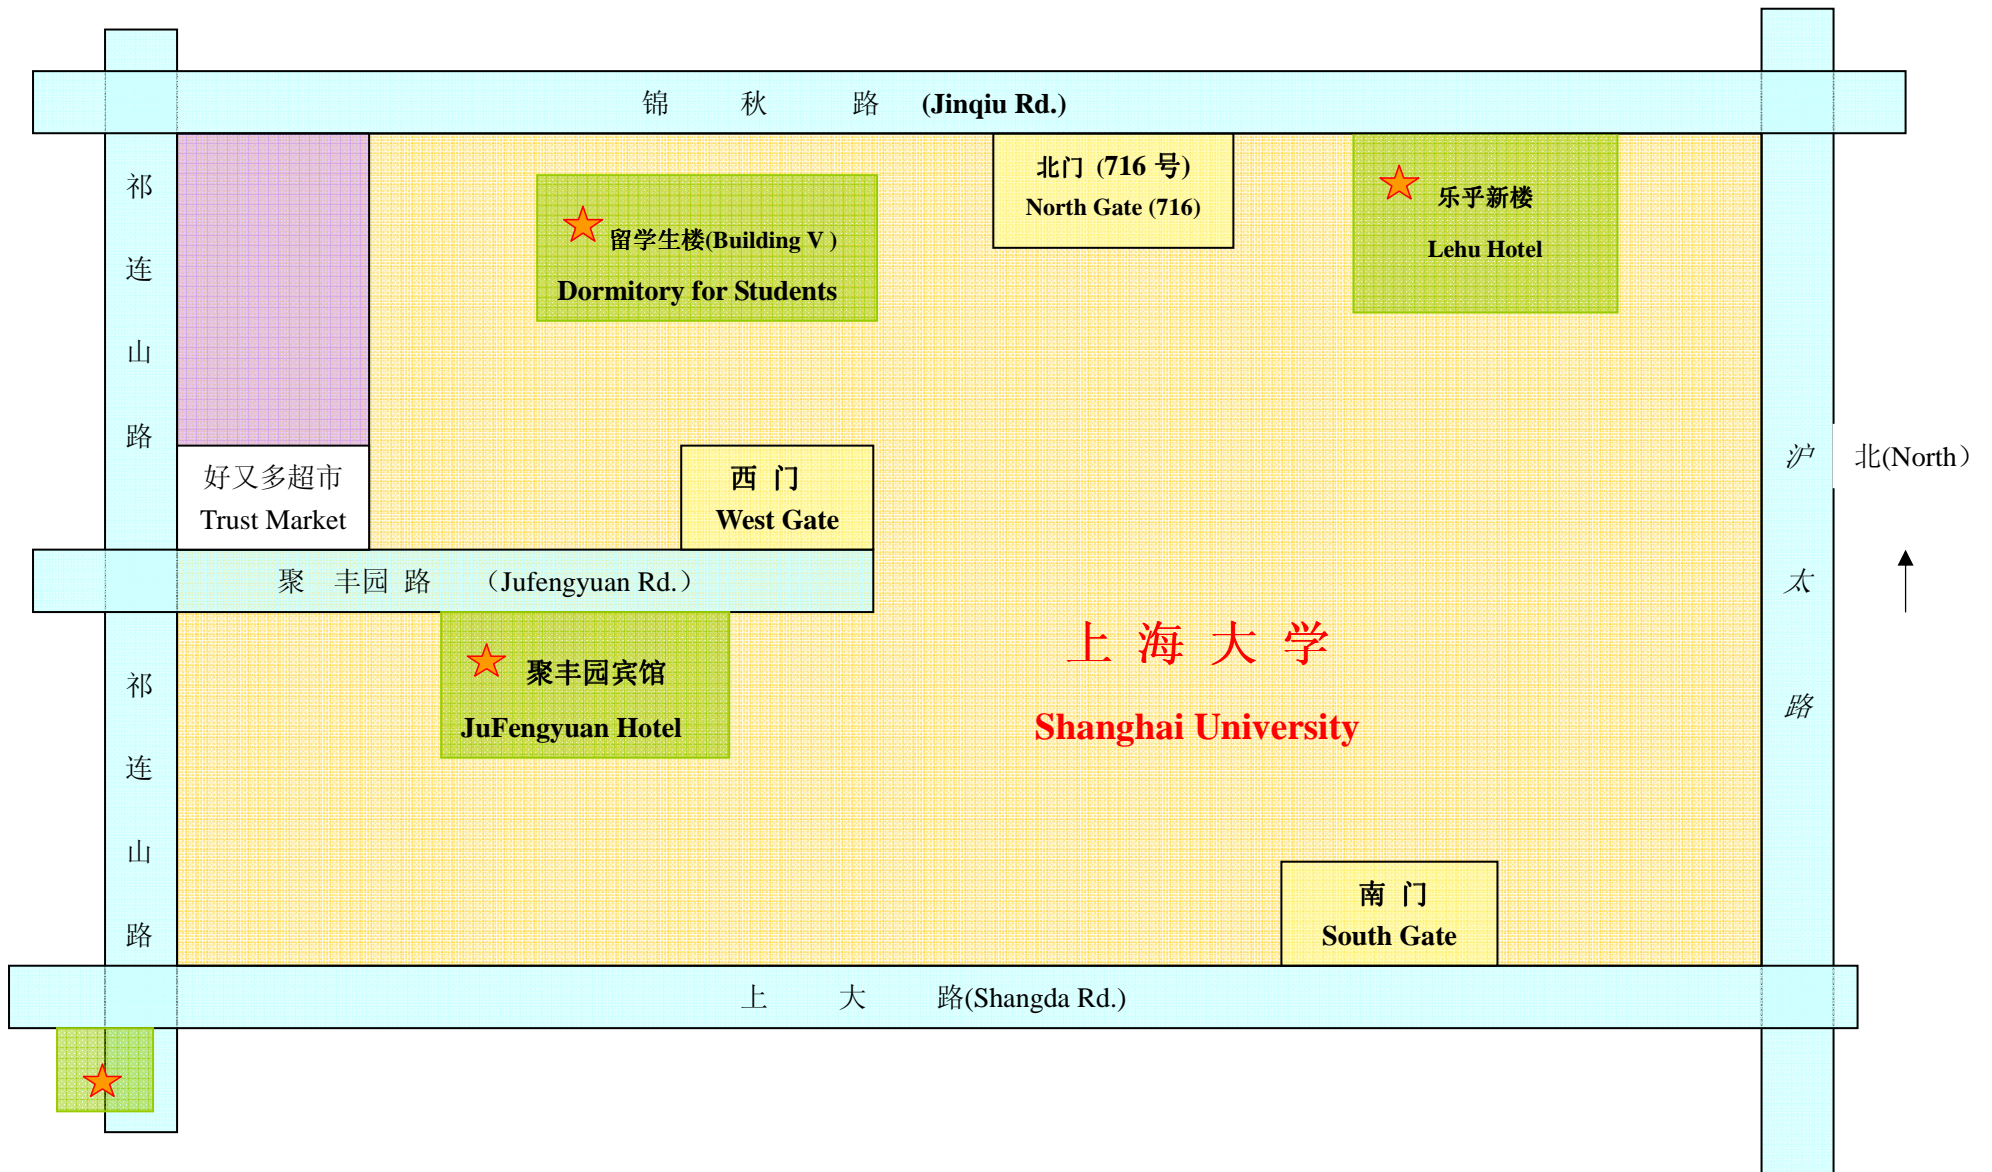 锦 秋 路 (Jinqiu Rd.)
祁连山路
北门 (716 号)
North Gate (716)
乐乎新楼
Lehu Hotel
留学生楼(Building V )
Dormitory for Students
好又多超市
Trust Market
西 门
West Gate
沪太路
北(North）
聚 丰园 路 （Jufengyuan Rd.）
聚丰园宾馆
JuFengyuan Hotel
上 海 大 学
Shanghai University
祁连山路
南 门
South Gate
上 大 路(Shangda Rd.)